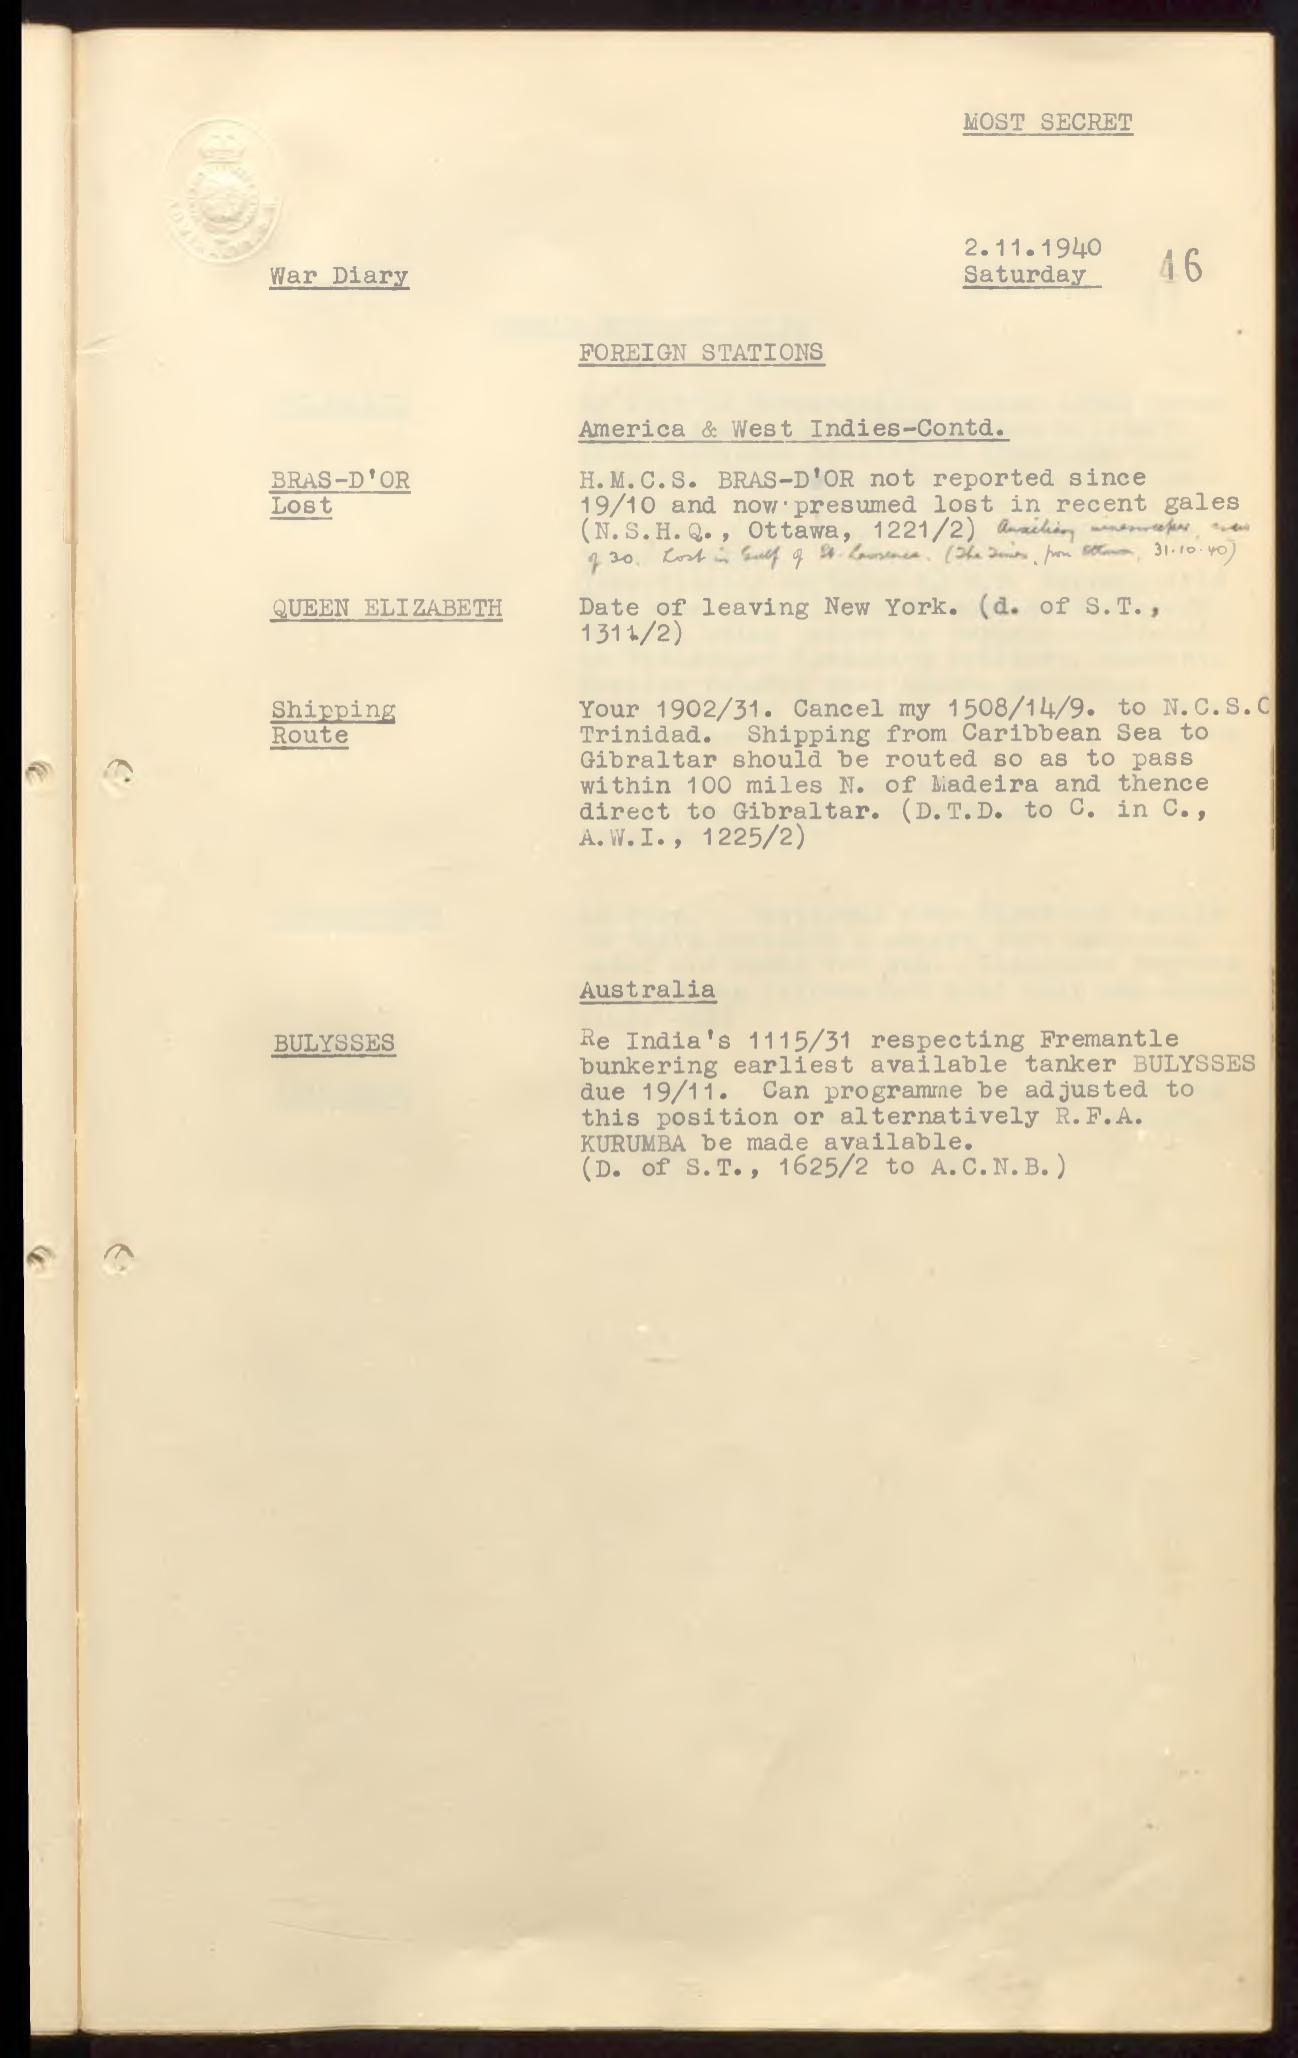 MOST SECRET
2.11.1940
46
War Diary
Saturday
FOREIGN STATIONS
America & West Indies-Contd.
BRAS-D'OR
Lost
H.M.C.S. BRAS-D'OR not reported since
19/10 and now presumed lost in recent gales
(N.S.H.Q., Ottawa, 1221/2) Auxiliary minesweeper, crew
of 30. Lost in Gulf of St. Lawrence. (The Times, from Ottawa, 31.10.40)
QUEEN ELIZABETH
Date of leaving New York. (d. of S.T.,
1311/2)
Shipping
Route
Your 1902/31. Cancel my 1508/14/9. to N.C.S.O
Trinidad. Shipping from Caribbean Sea to
Gibraltar should be routed so as to pass
within 100 miles N. of Madeira and thence
direct to Gibraltar. (D.T.D. to C. in C.,
A.W.I., 1225/2)
Australia
BULYSSES
Re India's 1115/31 respecting Fremantle
bunkering earliest available tanker BULYSSES
due 19/11. Can programme be adjusted to
this position or alternatively R.F.A.
KURUMBA be made available.
(D. of S.T., 1625/2 to A.C.N.B.)